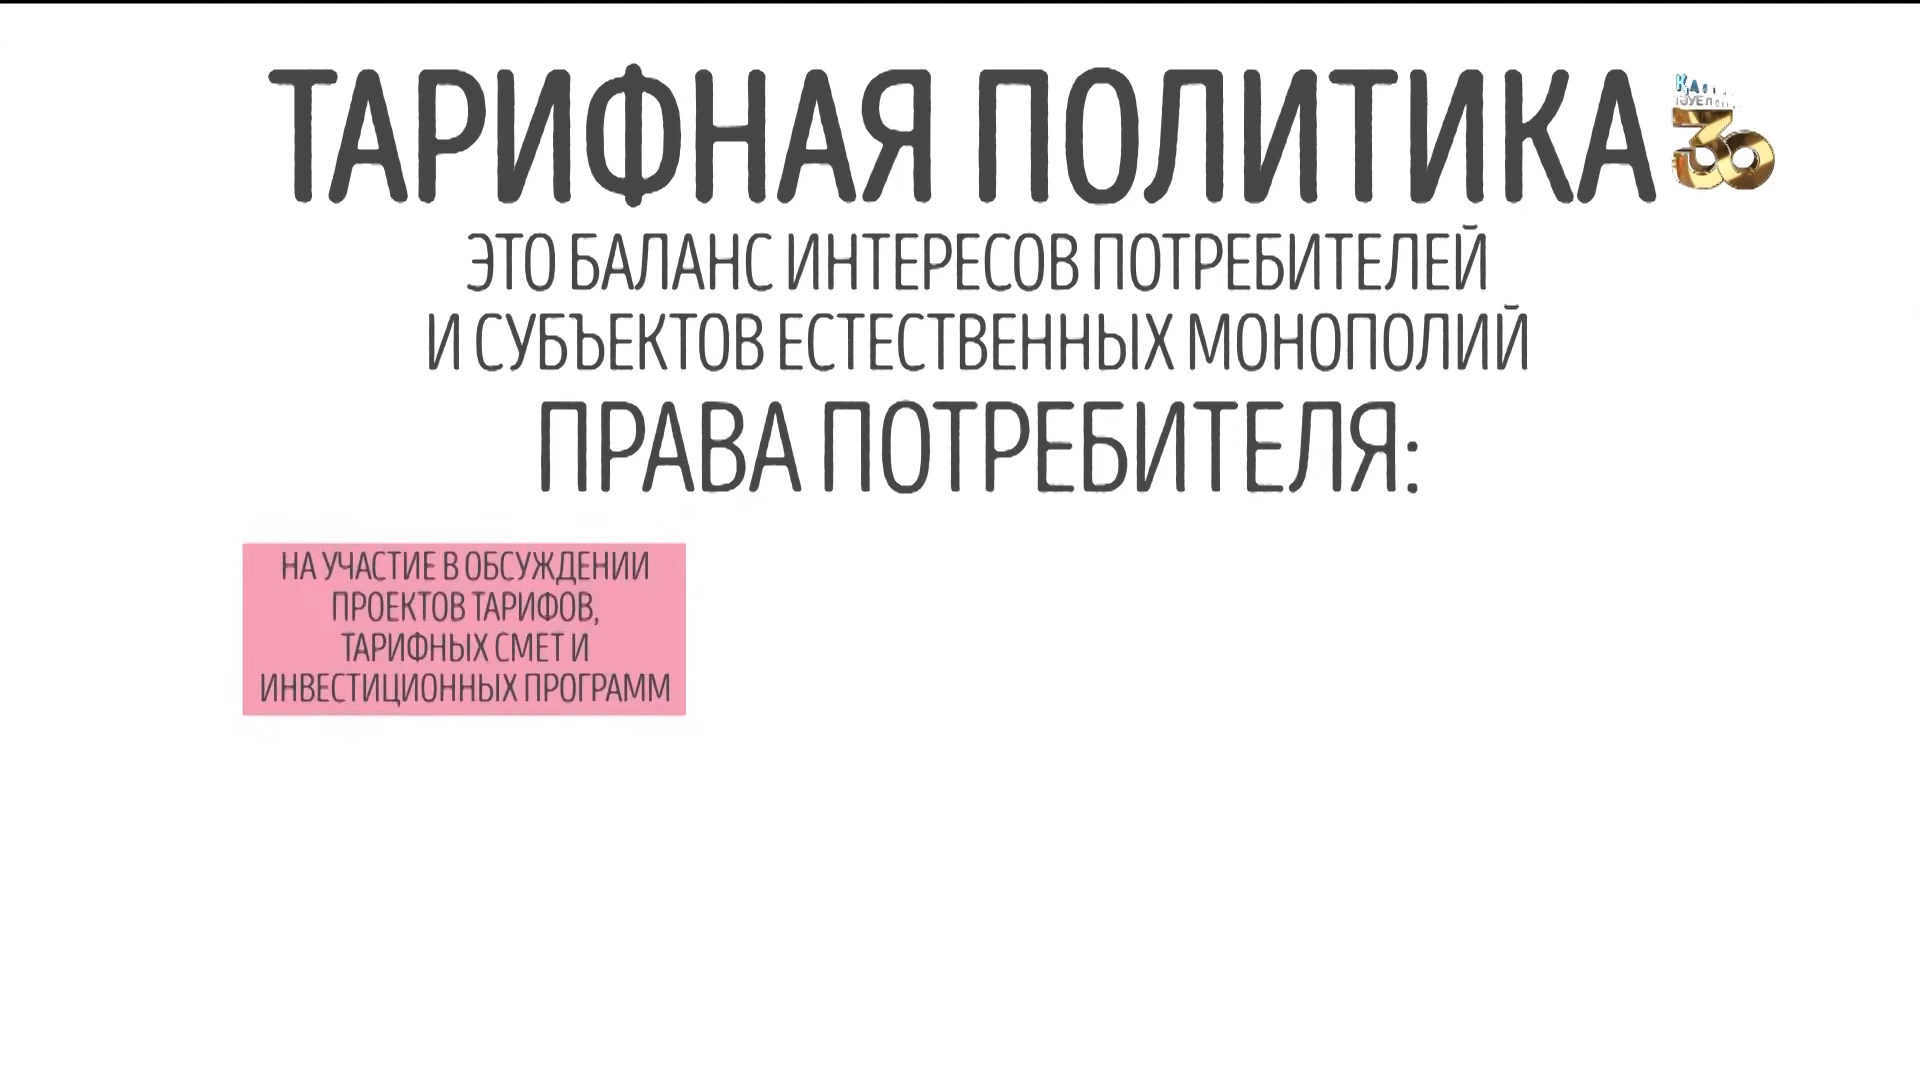 ТАРИФНАЯ ПОЛИТИКА
30
ЭТО БАЛАНС ИНТЕРЕСОВ ПОТРЕБИТЕЛЕЙ
И СУБЪЕКТОВ ЕСТЕСТВЕННЫХ МОНОПОЛИЙ
ПРАВА ПОТРЕБИТЕЛЯ:
НА УЧАСТИЕ В ОБСУЖДЕНИИ
ПРОЕКТОВ ТАРИФОВ,
ТАРИФНЫХ СМЕТ И
ИНВЕСТИЦИОННЫХ ПРОГРАММ